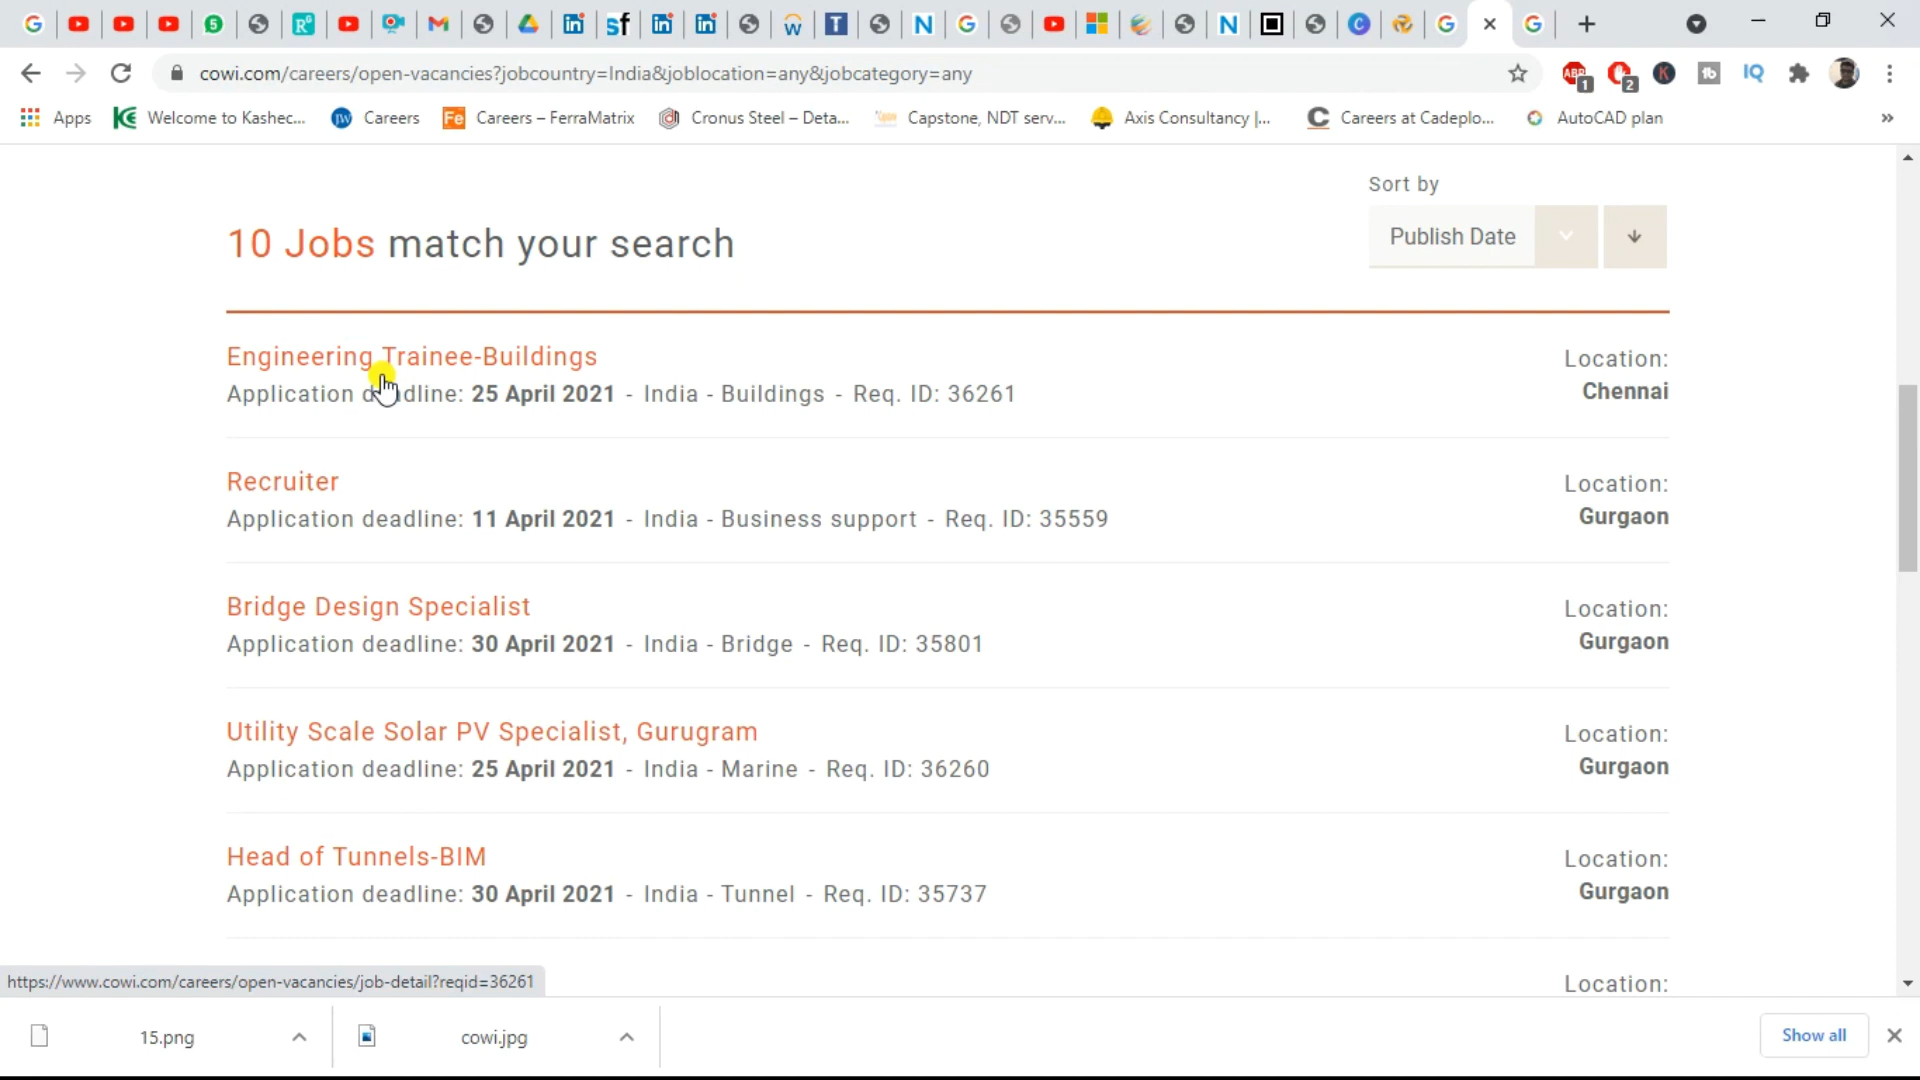 cowi.com/careers/open-vacancies?jobcountry=India&joblocation=any&jobcategory=any
Apps
Welcome to Kashec...
Careers
Careers – FerraMatrix
Cronus Steel – Deta...
Capstone, NDT serv...
Axis Consultancy |...
Careers at Cadeplo...
AutoCAD plan
»
Sort by
Publish Date
10 Jobs match your search
Engineering Trainee-Buildings
Application deadline: 25 April 2021 - India - Buildings - Req. ID: 36261
Location:
Chennai
Recruiter
Application deadline: 11 April 2021 - India - Business support - Req. ID: 35559
Location:
Gurgaon
Bridge Design Specialist
Application deadline: 30 April 2021 - India - Bridge - Req. ID: 35801
Location:
Gurgaon
Utility Scale Solar PV Specialist, Gurugram
Application deadline: 25 April 2021 - India - Marine - Req. ID: 36260
Location:
Gurgaon
Head of Tunnels-BIM
Application deadline: 30 April 2021 - India - Tunnel - Req. ID: 35737
Location:
Gurgaon
Location:
https://www.cowi.com/careers/open-vacancies/job-detail?reqid=36261
15.png
cowi.jpg
Show all